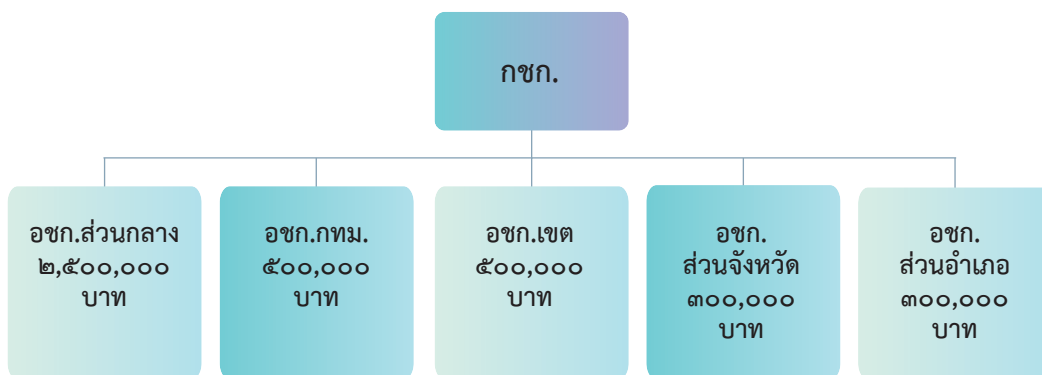 กชก.
อชก.ส่วนกลาง
๒,๕๐๐,๐๐๐
บาท
อชก.กทม.
๕๐๐,๐๐๐
บาท
อชก.เขต
๕๐๐,๐๐๐
บาท
อชก.
ส่วนจังหวัด
๓๐๐,๐๐๐
บาท
อชก.
ส่วนอำเภอ
๓๐๐,๐๐๐
บาท